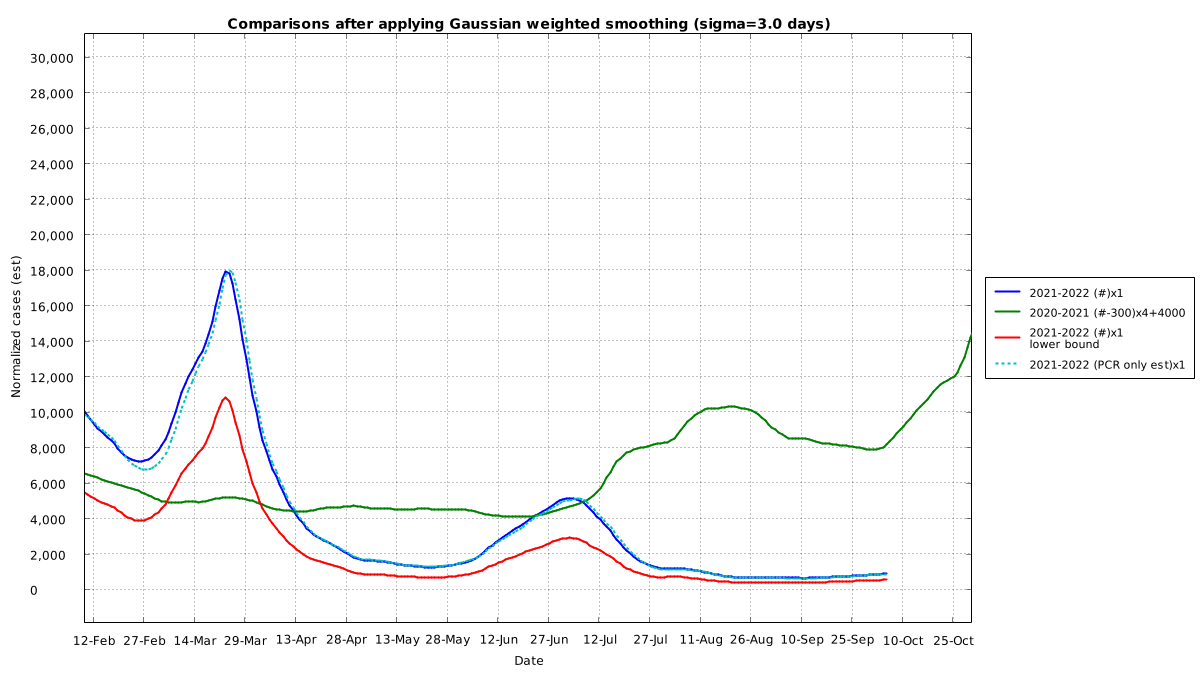 Comparisons after applying Gaussian weighted smoothing (sigma=3.0 days)
Normalized cases (est)
30,000
28,000
26,000
24,000
22,000
20,000
18,000
16,000
14,000
12,000
10,000
8,000
6,000
4,000
2,000
0
12-Feb 27-Feb 14-Mar 29-Mar 13-Apr 28-Apr 13-May 28-May 12-Jun 27-Jun 12-Jul 27-Jul 11-Aug 26-Aug 10-Sep 25-Sep 10-Oct 25-Oct
Date
2021-2022 (#)x1
2020-2021 (#-300)x4+4000
2021-2022 (#)x1
lower bound
2021-2022 (PCR only est)x1